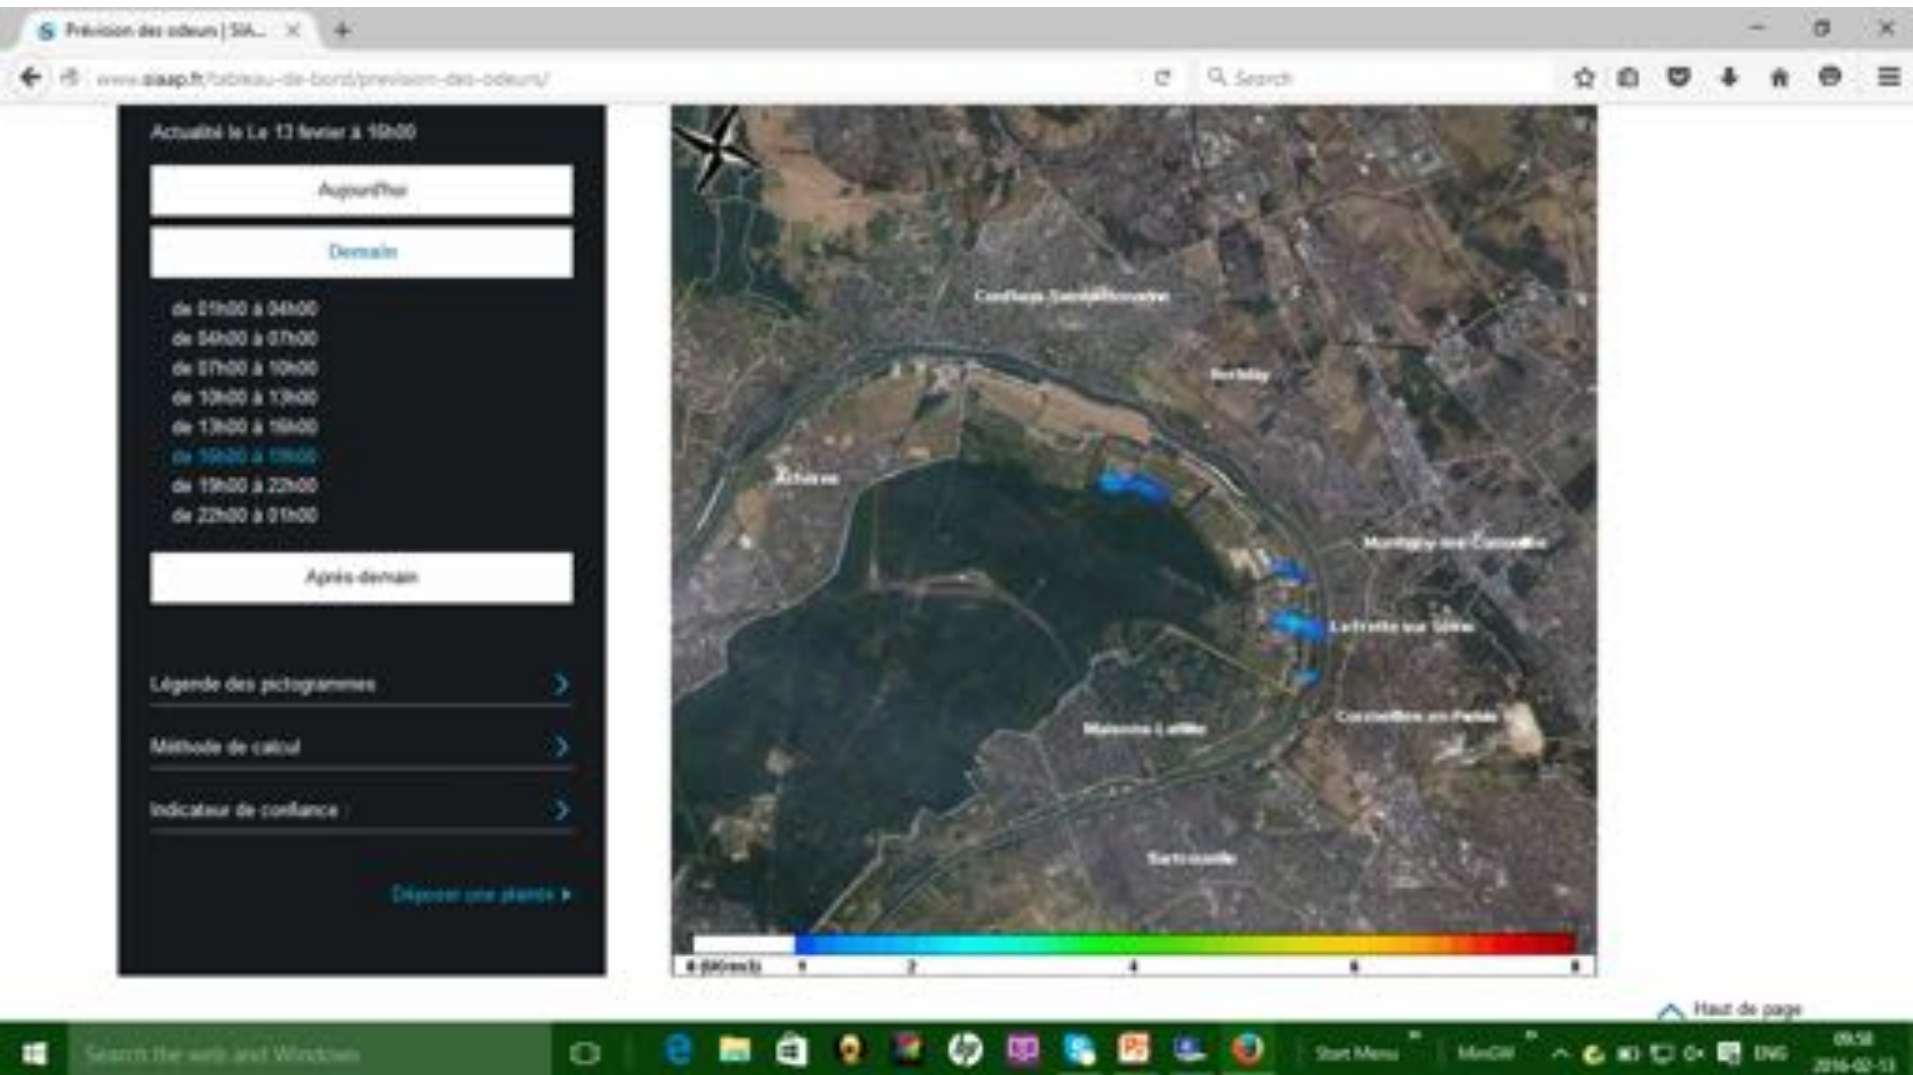 Prévision des odeurs | SIA...
www.siaap.fr/tableau-de-bord/prevision-des-odeurs/
Search
Actualité le Le 13 fevrier à 16h00
Aujourd'hui
Demain
de 01h00 à 04h00
de 04h00 à 07h00
de 07h00 à 10h00
de 10h00 à 13h00
de 13h00 à 16h00
de 16h00 à 19h00
de 19h00 à 22h00
de 22h00 à 01h00
Après-demain
Légende des pictogrammes
Méthode de calcul
Indicateur de confiance :
Déposer une plainte
Conflans-Sainte-Honorine
Herblay
Achères
Montigny-les-Cormeilles
La Frette-sur-Seine
Cormeilles-en-Parisis
Maisons-Laffitte
Sartrouville
1 2 4 6 8
Haut de page
Search the web and Windows
Start Menu
MinGW
ENG
09:58
2016-02-13